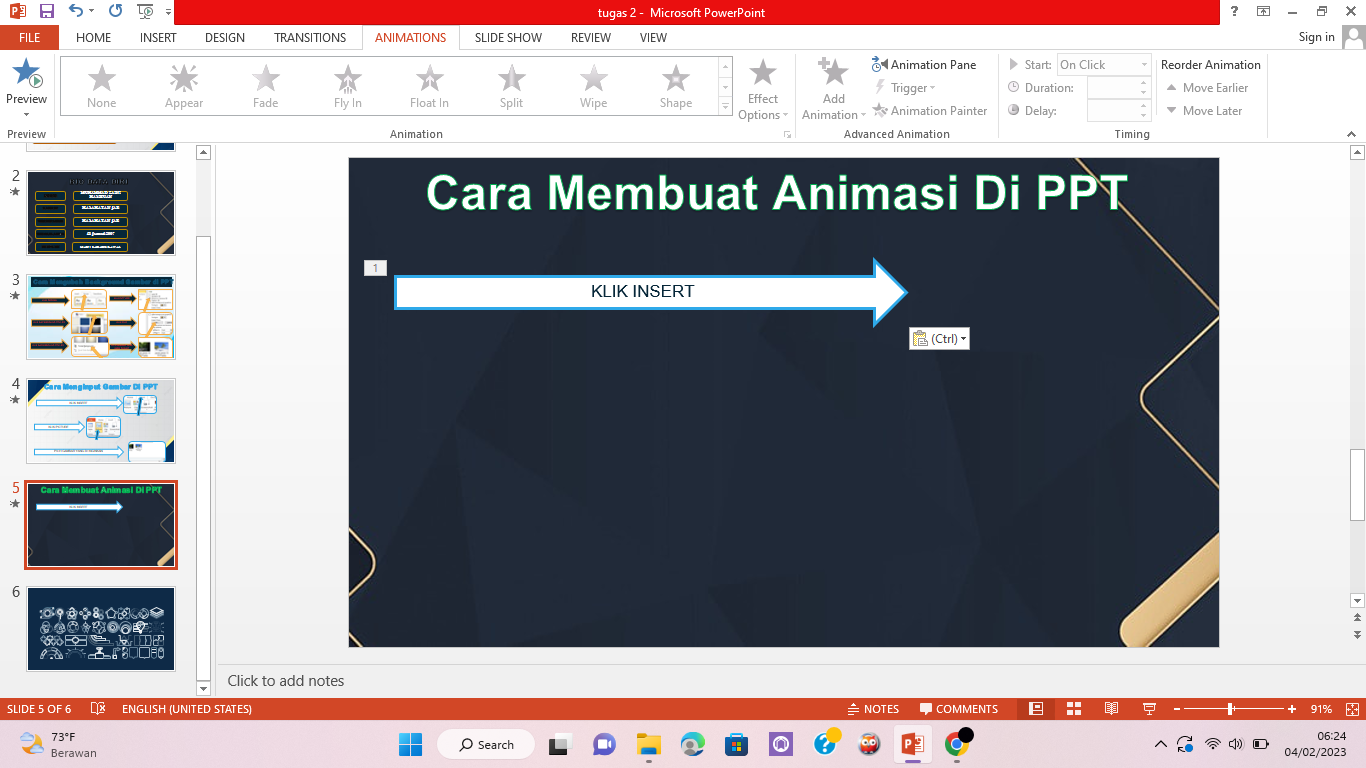 tugas 2 - Microsoft PowerPoint
?
FILE HOME INSERT DESIGN TRANSITIONS ANIMATIONS SLIDE SHOW REVIEW VIEW Sign in
Preview
None Appear Fade Fly In Float In Split Wipe Shape
Effect Options
Add Animation
Animation Pane
Trigger
Animation Painter
Start: On Click
Duration:
Delay:
Reorder Animation
Move Earlier
Move Later
Preview Animation Advanced Animation Timing
2
3
Cara Mengubah Background Gambar di PPT
4
Cara Menginput Gambar Di PPT
5
Cara Membuat Animasi Di PPT
6
Cara Membuat Animasi Di PPT
1
KLIK INSERT
(Ctrl)
Click to add notes
SLIDE 5 OF 6 ENGLISH (UNITED STATES) NOTES COMMENTS 91%
73°F
Berawan
Search
06:24
04/02/2023